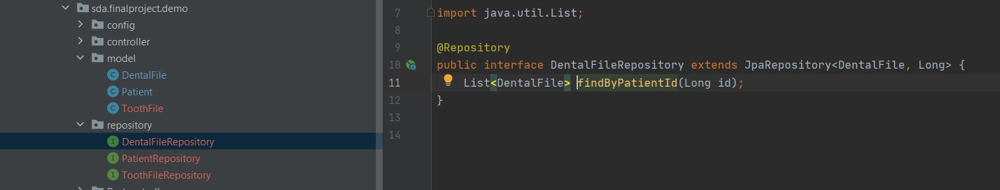 sda.finalproject.demo
config
controller
model
DentalFile
Patient
ToothFile
repository
DentalFileRepository
PatientRepository
ToothFileRepository
7 import java.util.List;
8
9 @Repository
10 public interface DentalFileRepository extends JpaRepository<DentalFile, Long> {
11 List<DentalFile> findByPatientId(Long id);
12 }
13
14